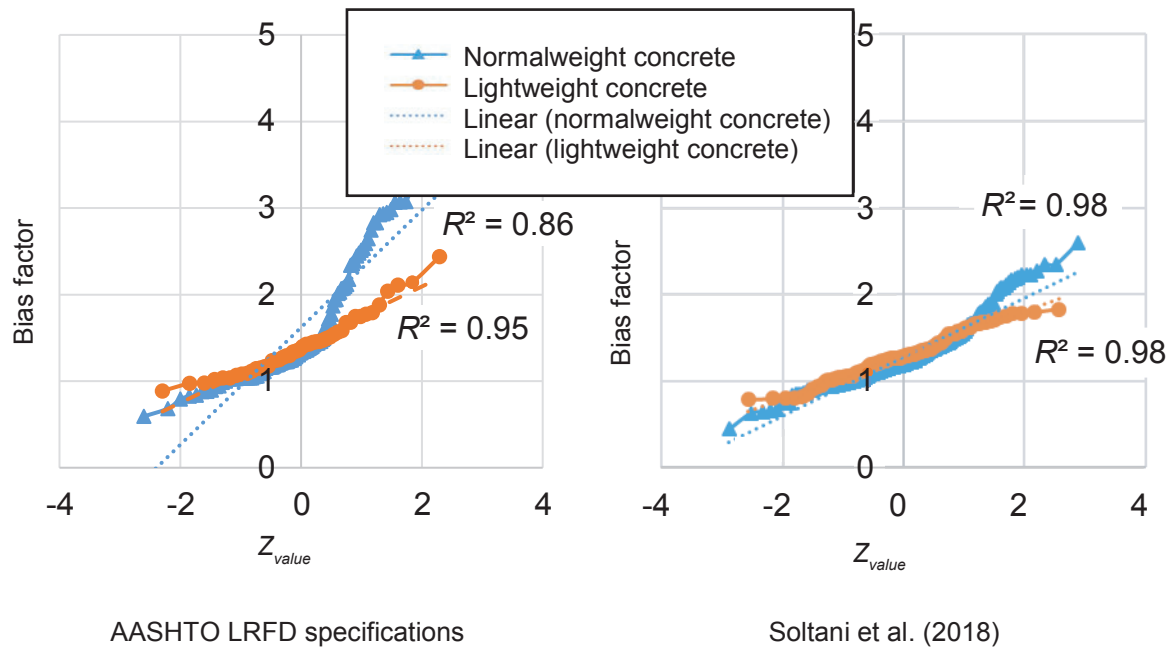 Normalweight concrete
Lightweight concrete
Linear (normalweight concrete)
Linear (lightweight concrete)
5
4
3
2
1
0
Bias factor
R² = 0.86
R² = 0.95
-4
-2
0
2
4
Zvalue
AASHTO LRFD specifications
5
4
3
2
1
0
Bias factor
R² = 0.98
R² = 0.98
-4
-2
0
2
4
Zvalue
Soltani et al. (2018)